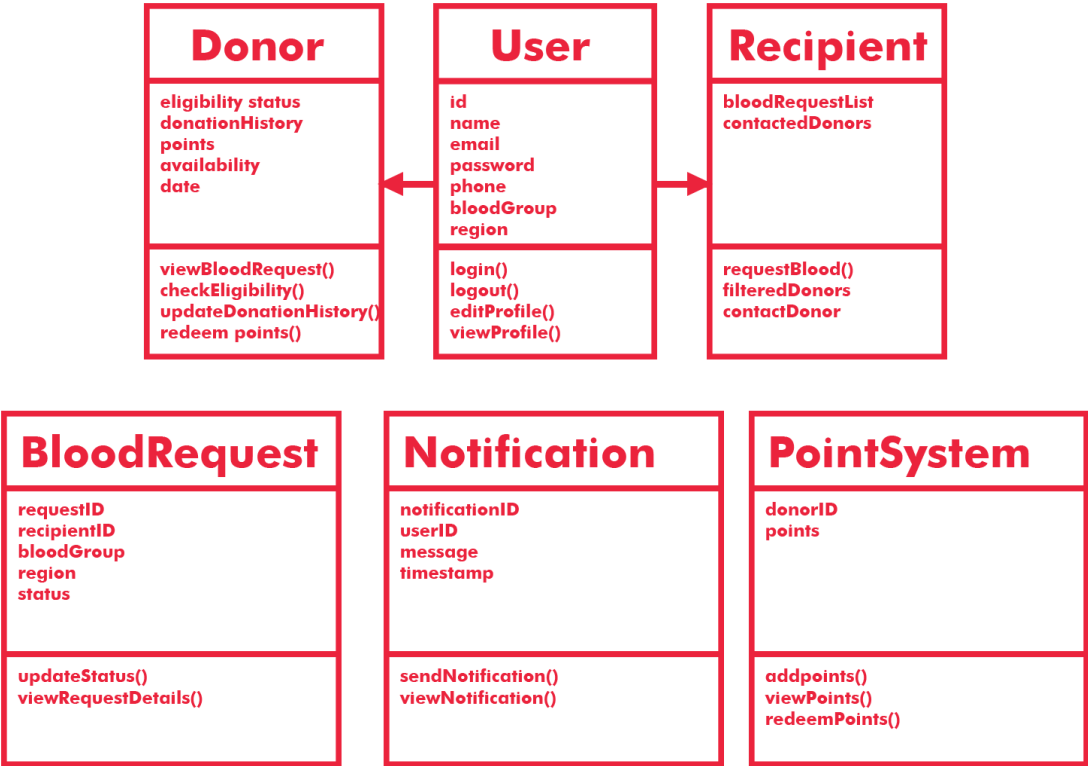 Donor
eligibility status
donationHistory
points
availability
date
viewBloodRequest()
checkEligibility()
updateDonationHistory()
redeem points()
User
id
name
email
password
phone
bloodGroup
region
login()
logout()
editProfile()
viewProfile()
Recipient
bloodRequestList
contactedDonors
requestBlood()
filteredDonors
contactDonor
BloodRequest
requestID
recipientID
bloodGroup
region
status
updateStatus()
viewRequestDetails()
Notification
notificationID
userID
message
timestamp
sendNotification()
viewNotification()
PointSystem
donorID
points
addpoints()
viewPoints()
redeemPoints()